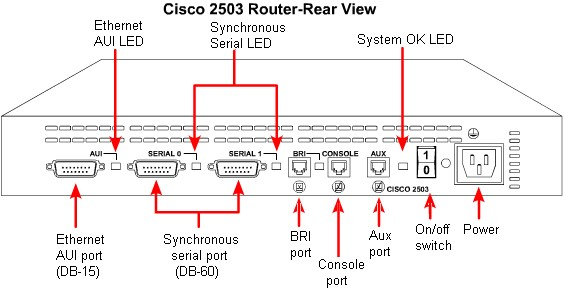 Cisco 2503 Router-Rear View
Ethernet
AUI LED
Synchronous
Serial LED
System OK LED
AUI
SERIAL 0
SERIAL 1
BRI
CONSOLE
AUX
1
0
CISCO 2503
Ethernet
AUI port
(DB-15)
Synchronous
serial port
(DB-60)
BRI
port
Console
port
Aux
port
On/off
switch
Power